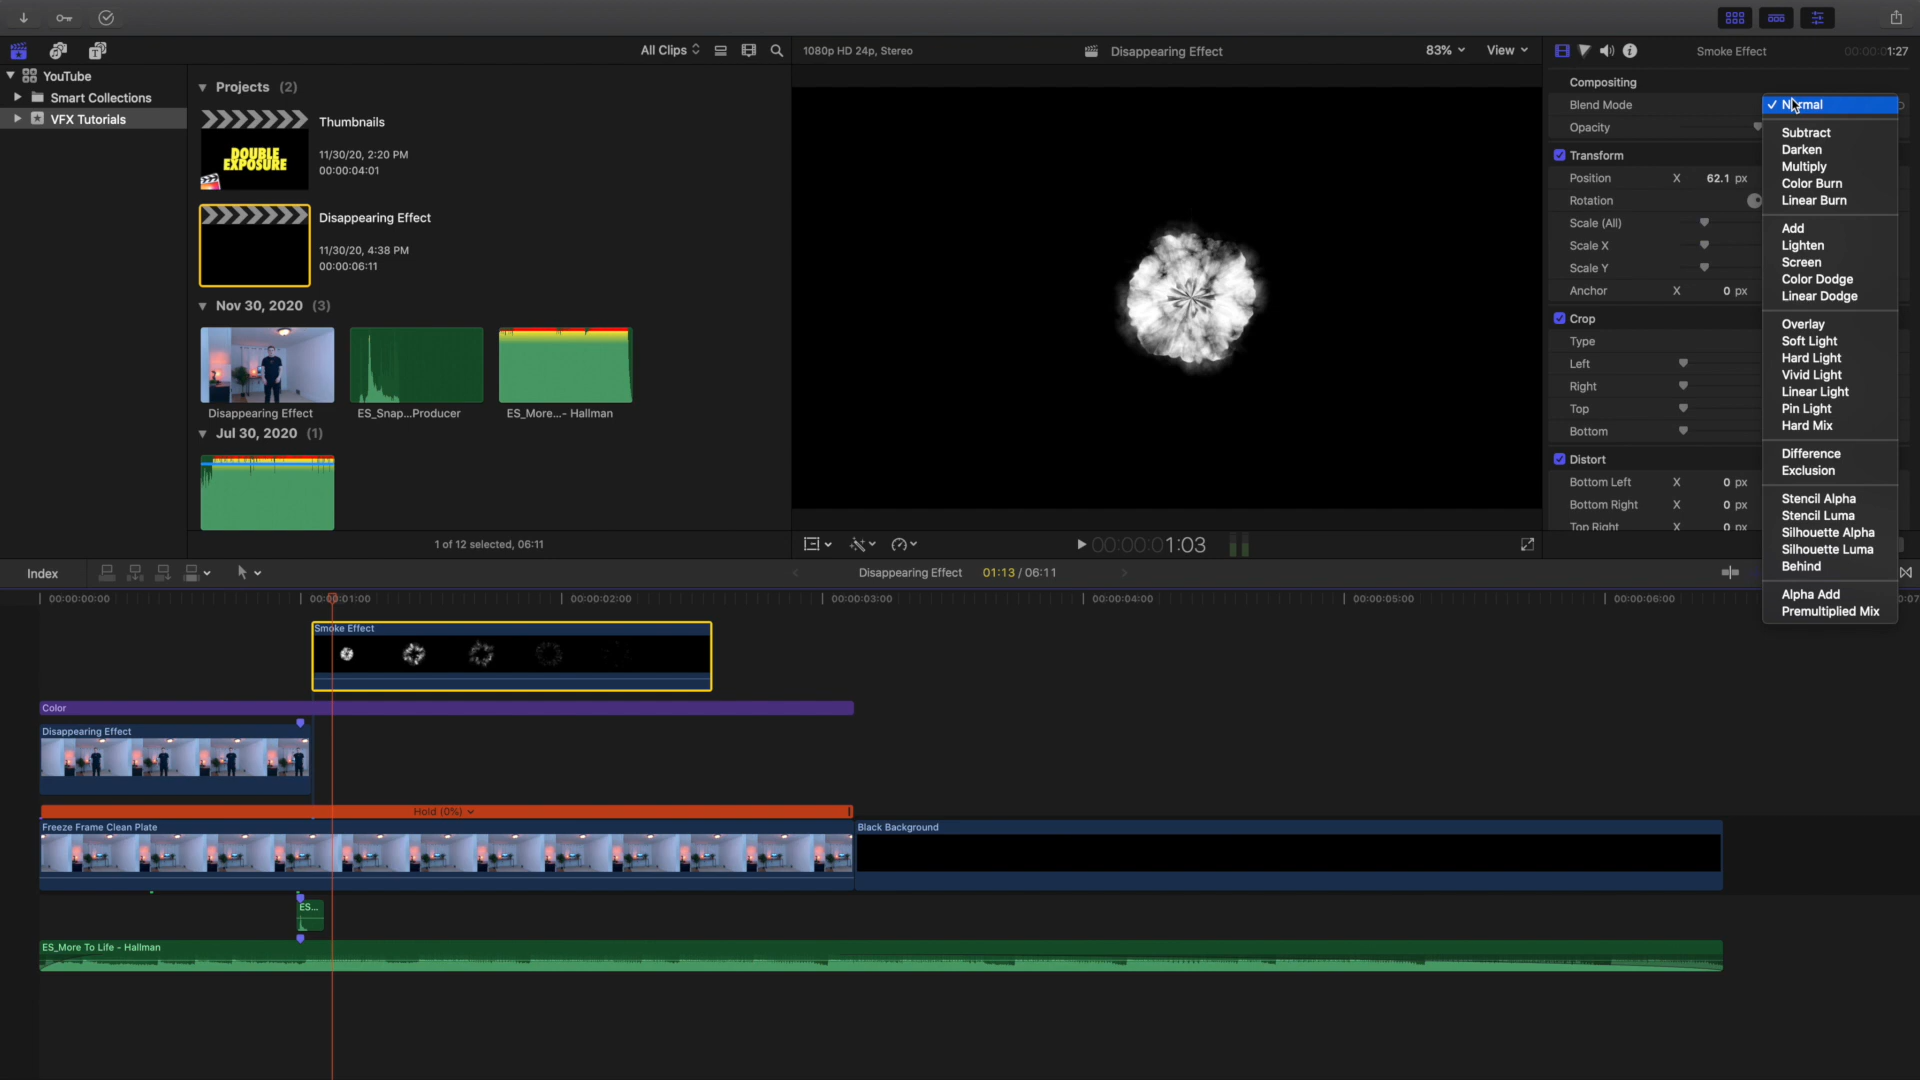 All Clips
1080p HD 24p, Stereo
Disappearing Effect
83%
View
Smoke Effect
00:00:01:27
YouTube
Smart Collections
VFX Tutorials
Projects (2)
Thumbnails
11/30/20, 2:20 PM
00:00:04:01
DOUBLE
EXPOSURE
Disappearing Effect
11/30/20, 4:38 PM
00:00:06:11
Nov 30, 2020 (3)
Disappearing Effect
ES_Snap...Producer
ES_More...- Hallman
Jul 30, 2020 (1)
1 of 12 selected, 06:11
00:00:01:03
Compositing
Blend Mode
Opacity
Transform
Position X 62.1 px
Rotation
Scale (All)
Scale X
Scale Y
Anchor X 0 px
Crop
Type
Left
Right
Top
Bottom
Distort
Bottom Left X 0 px
Bottom Right X 0 px
Top Right X 0 px
Normal
Subtract
Darken
Multiply
Color Burn
Linear Burn
Add
Lighten
Screen
Color Dodge
Linear Dodge
Overlay
Soft Light
Hard Light
Vivid Light
Linear Light
Pin Light
Hard Mix
Difference
Exclusion
Stencil Alpha
Stencil Luma
Silhouette Alpha
Silhouette Luma
Behind
Alpha Add
Premultiplied Mix
Index
Disappearing Effect
01:13 / 06:11
00:00:00:00
00:00:01:00
00:00:02:00
00:00:03:00
00:00:04:00
00:00:05:00
00:00:06:00
Smoke Effect
Color
Disappearing Effect
Hold (0%)
Freeze Frame Clean Plate
Black Background
ES...
ES_More To Life - Hallman